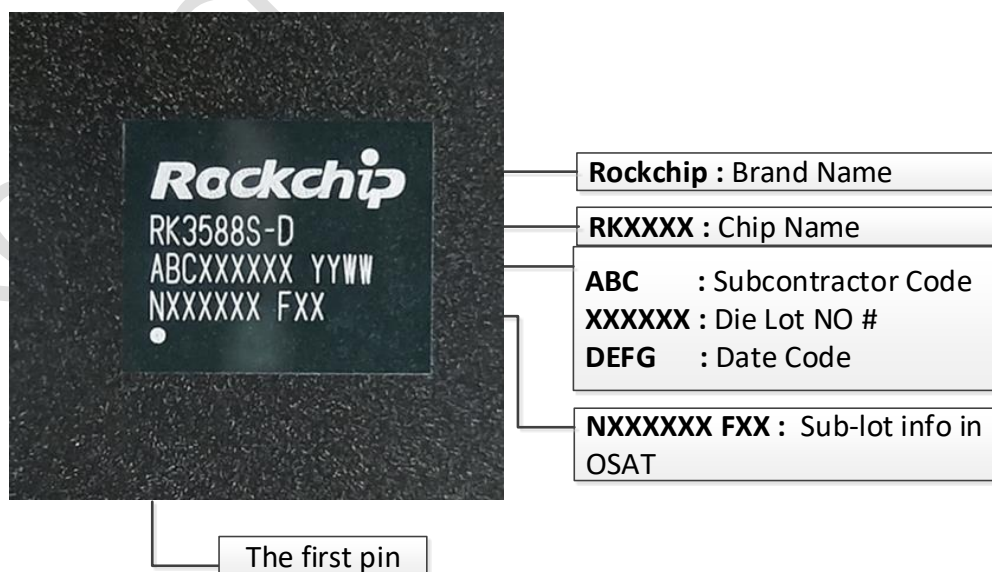 Rockchip
RK3588S-D
ABCXXXXXX YYWW
NXXXXXX FXX
Rockchip : Brand Name
RKXXXX : Chip Name
ABC : Subcontractor Code
XXXXXX : Die Lot NO #
DEFG : Date Code
NXXXXXX FXX : Sub-lot info in
OSAT
The first pin